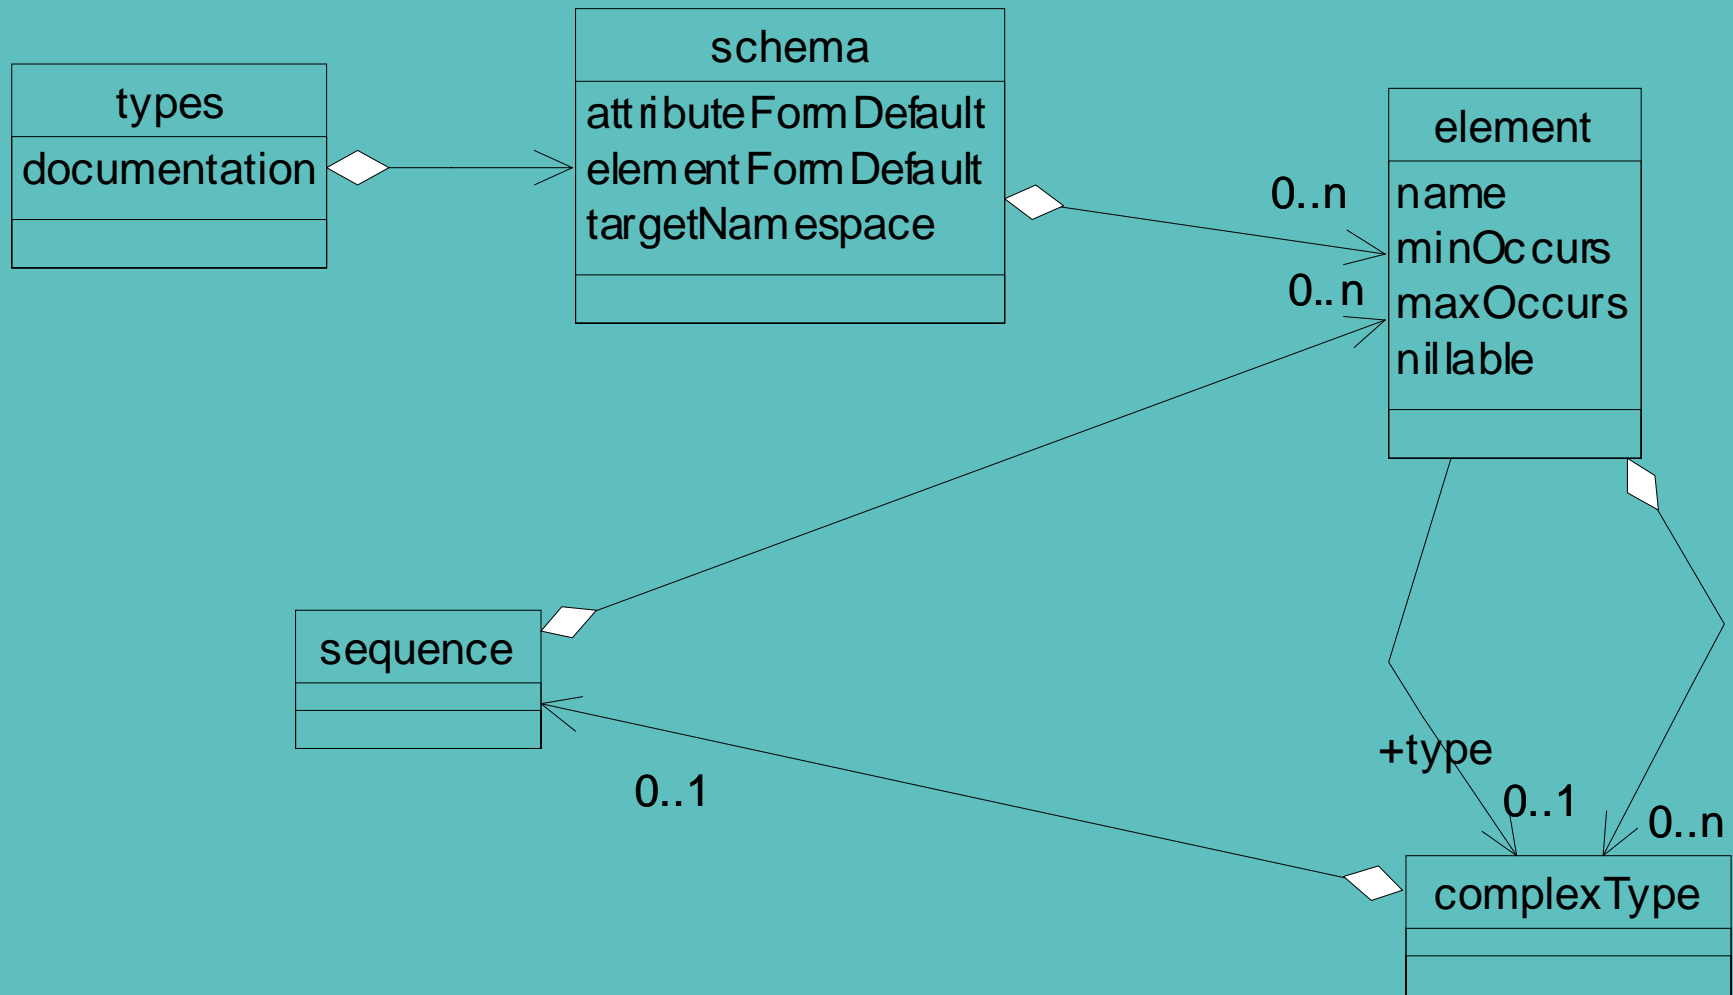 types
documentation
schema
attributeFormDefault
elementFormDefault
targetNamespace
element
name
minOccurs
maxOccurs
nillable
0..n
0..n
sequence
0..1
+type
0..1
0..n
complexType